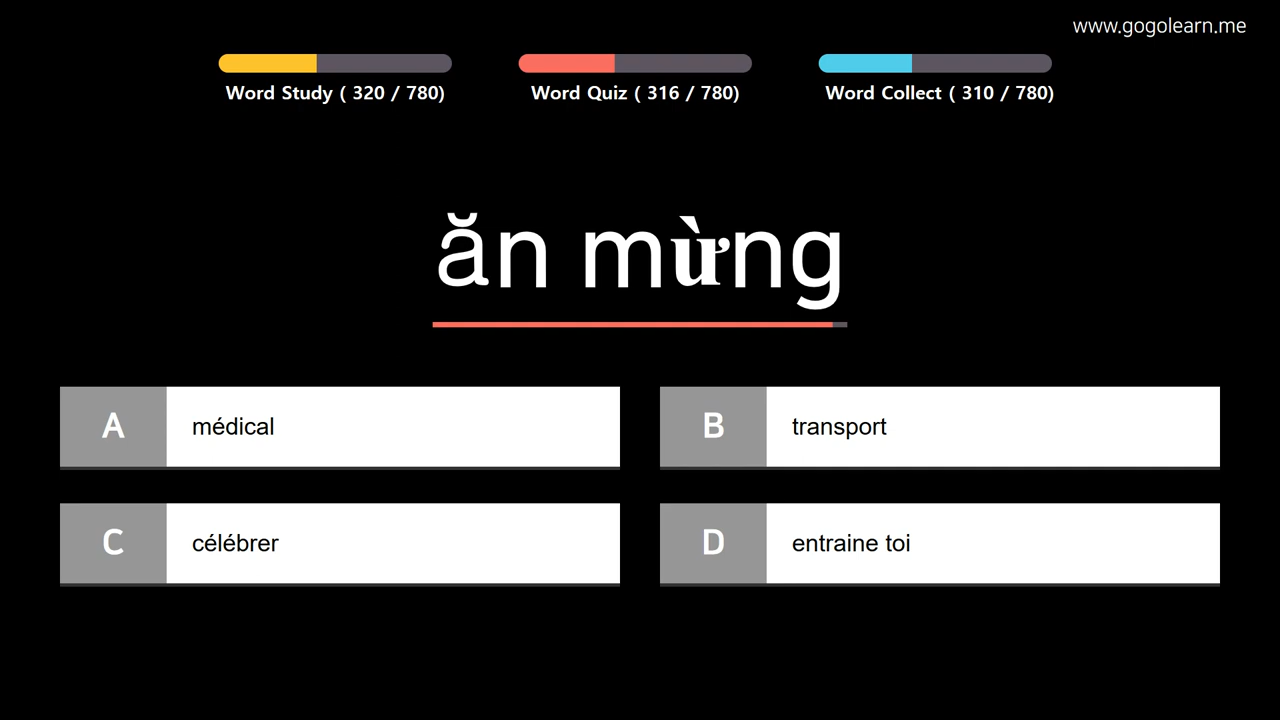 www.gogolearn.me
Word Study ( 320 / 780)
Word Quiz ( 316 / 780)
Word Collect ( 310 / 780)
ăn mừng
A médical
B transport
C célébrer
D entraine toi